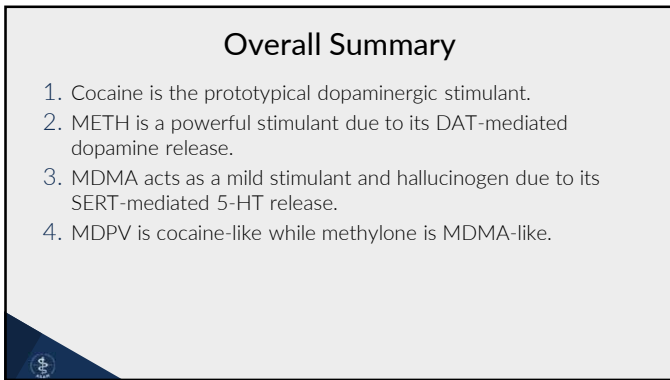 Overall Summary
1. Cocaine is the prototypical dopaminergic stimulant.
2. METH is a powerful stimulant due to its DAT-mediated
dopamine release.
3. MDMA acts as a mild stimulant and hallucinogen due to its
SERT-mediated 5-HT release.
4. MDPV is cocaine-like while methylone is MDMA-like.